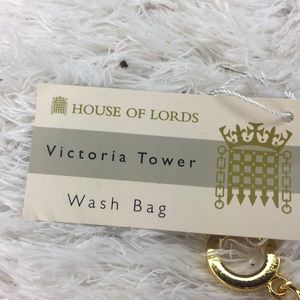 HOUSE OF LORDS
Victoria Tower
Wash Bag